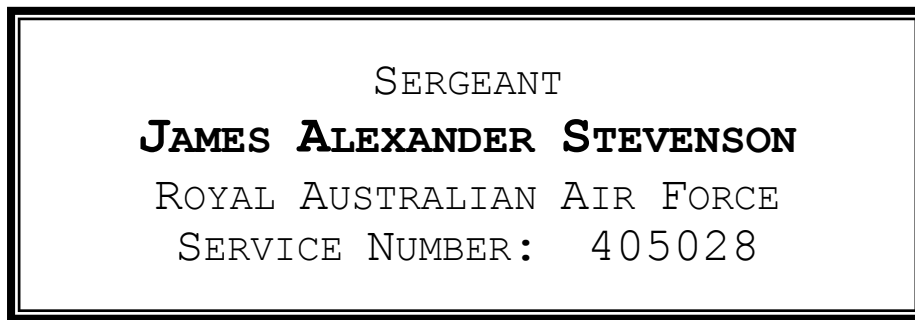 SERGEANT
JAMES ALEXANDER STEVENSON
ROYAL AUSTRALIAN AIR FORCE
SERVICE NUMBER: 405028